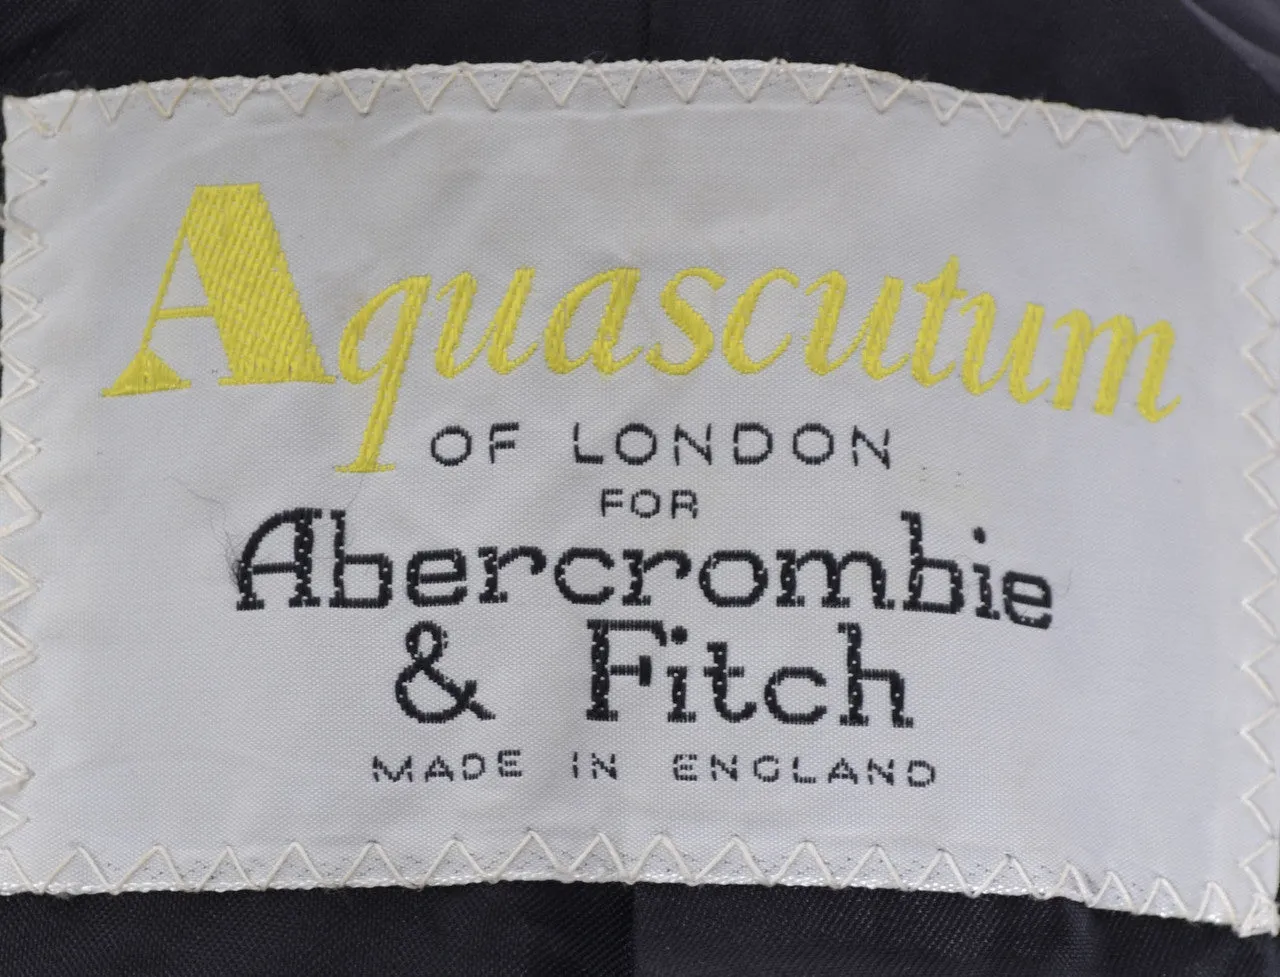 Aquascutum
OF LONDON
FOR
Abercrombie
& Fitch
MADE IN ENGLAND